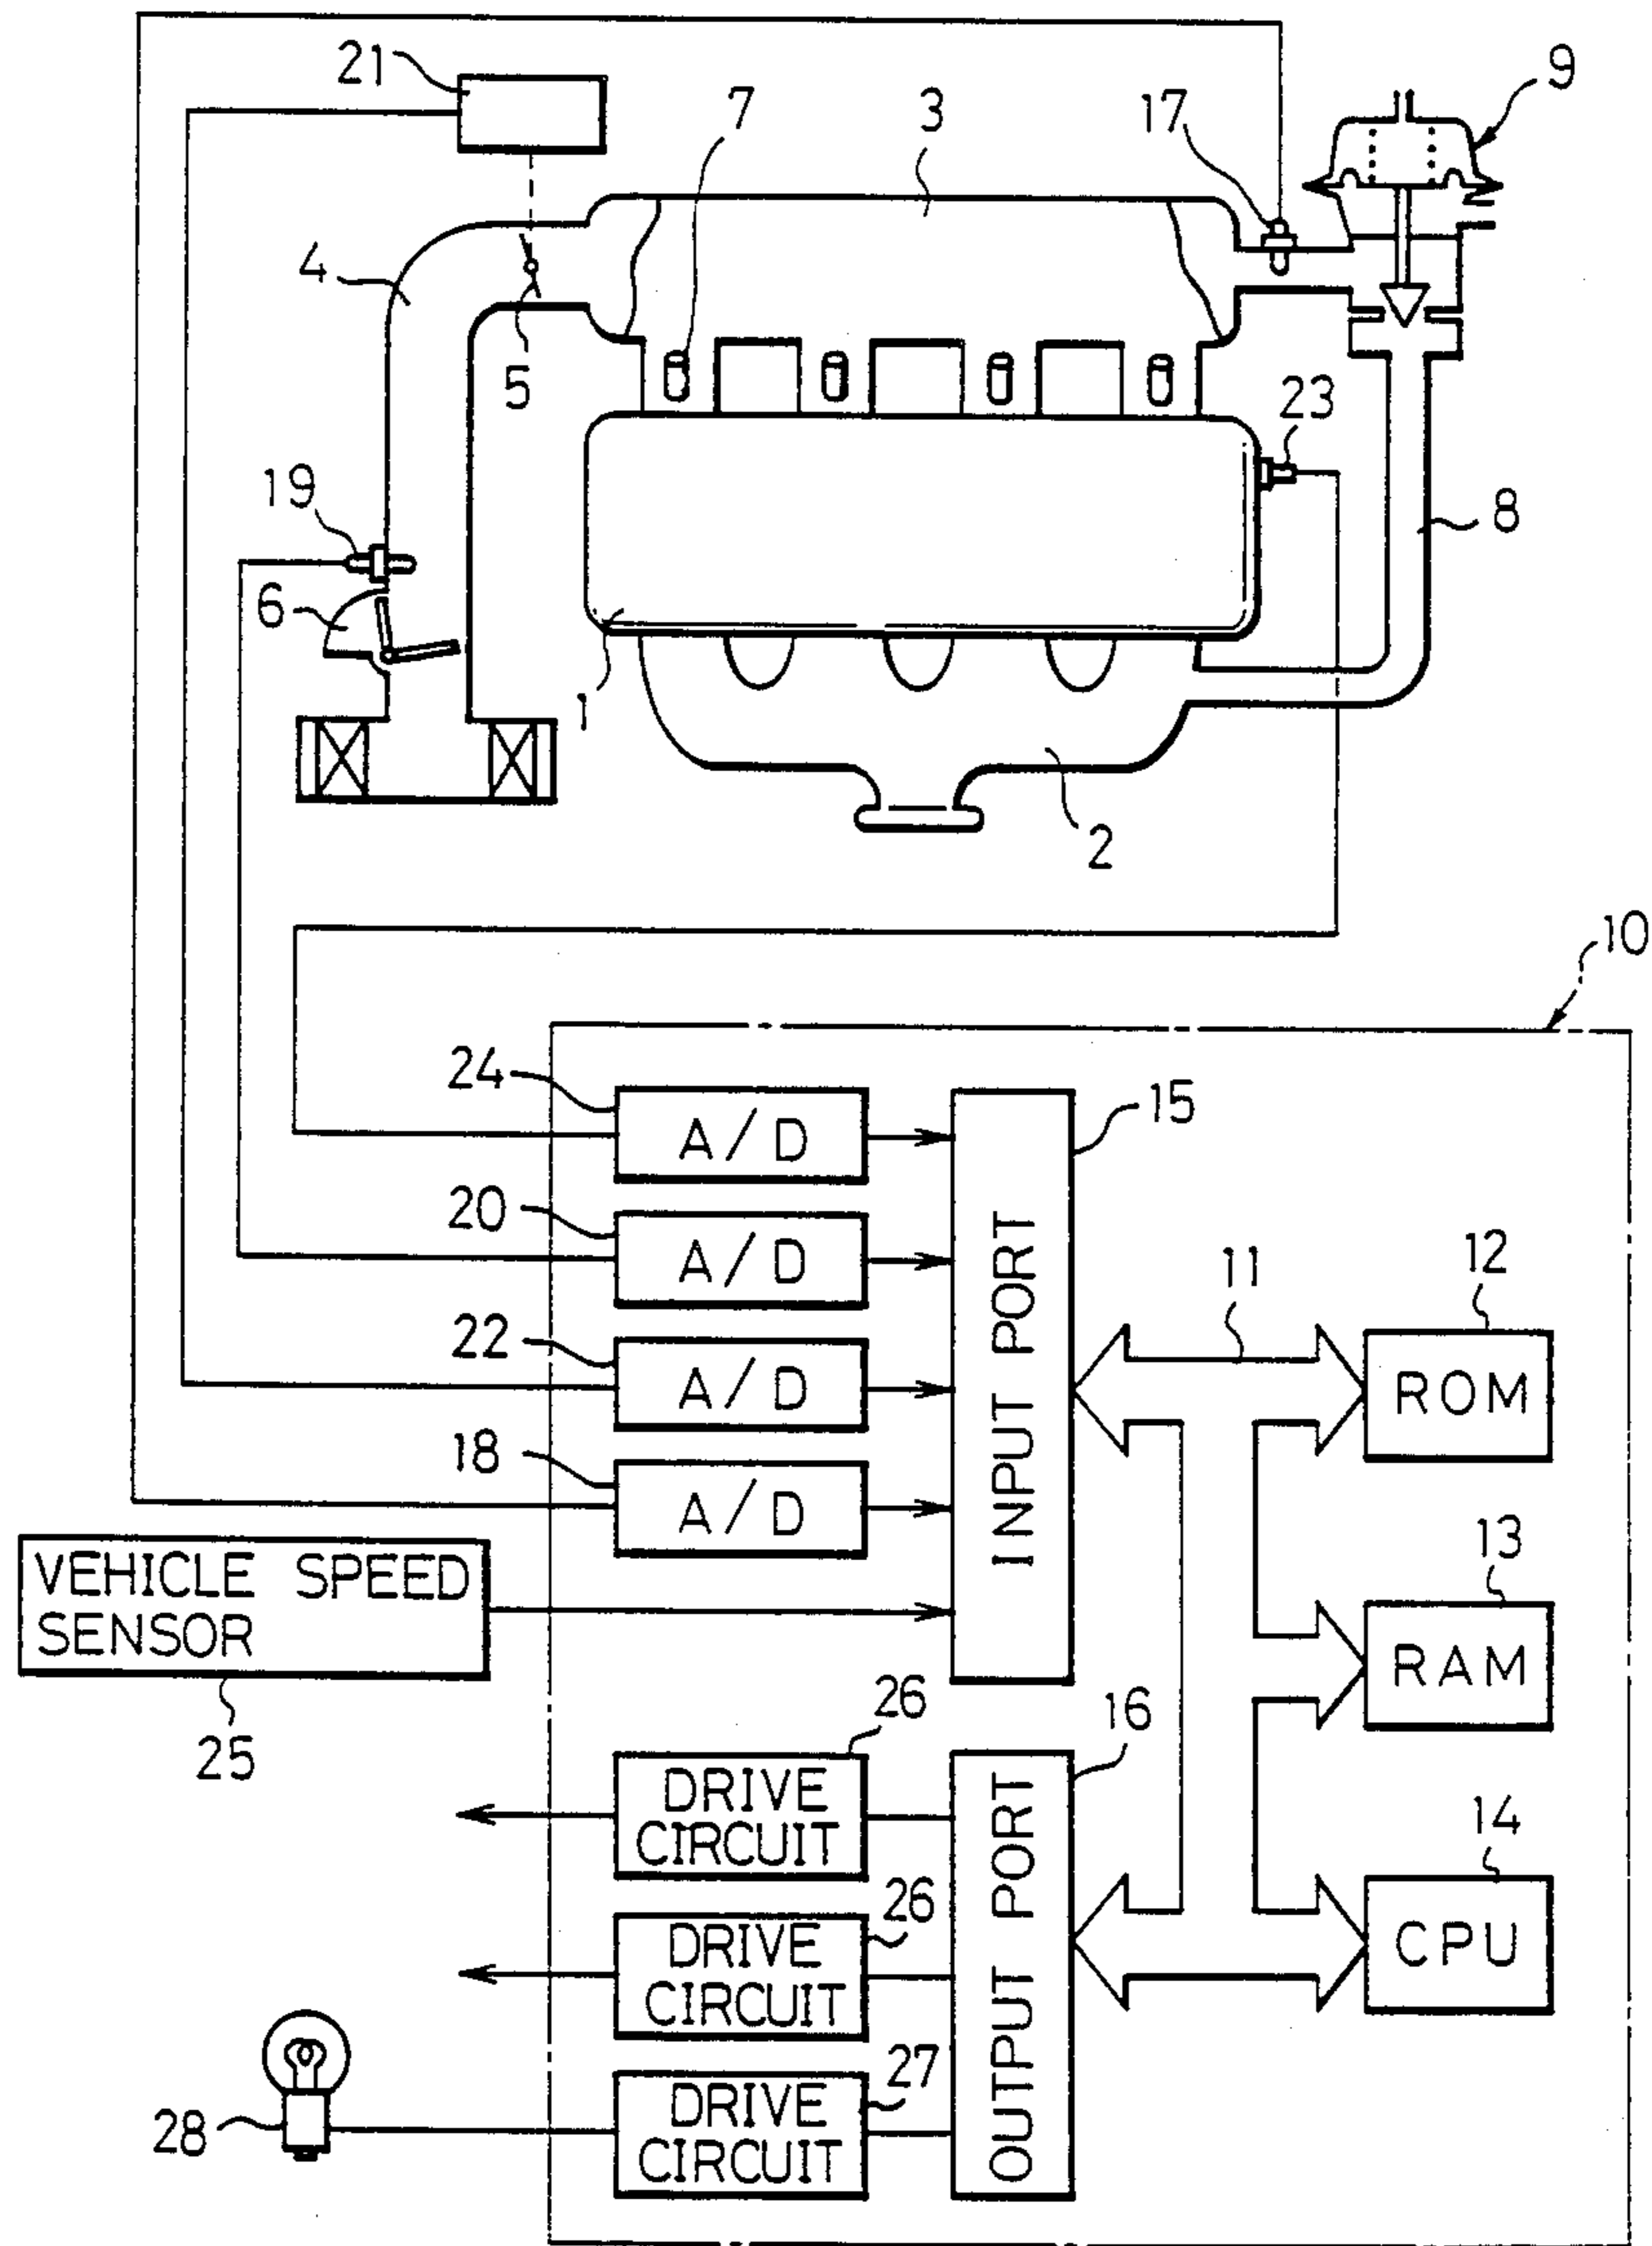 21
7
3
17
9
4
5
23
19
8
6
1
2
10
24
A/D
15
20
A/D
INPUT PORT
11
12
ROM
22
A/D
18
A/D
13
RAM
VEHICLE SPEED
SENSOR
25
26
DRIVE
CIRCUIT
16
OUTPUT PORT
14
CPU
26
DRIVE
CIRCUIT
27
DRIVE
CIRCUIT
28